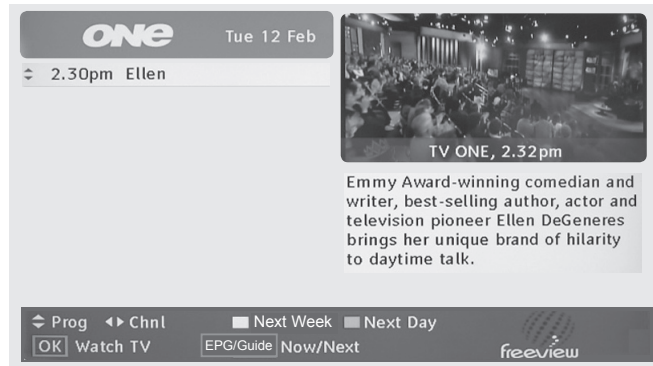 ONE Tue 12 Feb
2.30pm Ellen
TV ONE, 2.32pm
Emmy Award-winning comedian and
writer, best-selling author, actor and
television pioneer Ellen DeGeneres
brings her unique brand of hilarity
to daytime talk.
Prog Chnl Next Week Next Day
OK Watch TV EPG/Guide Now/Next
freeview